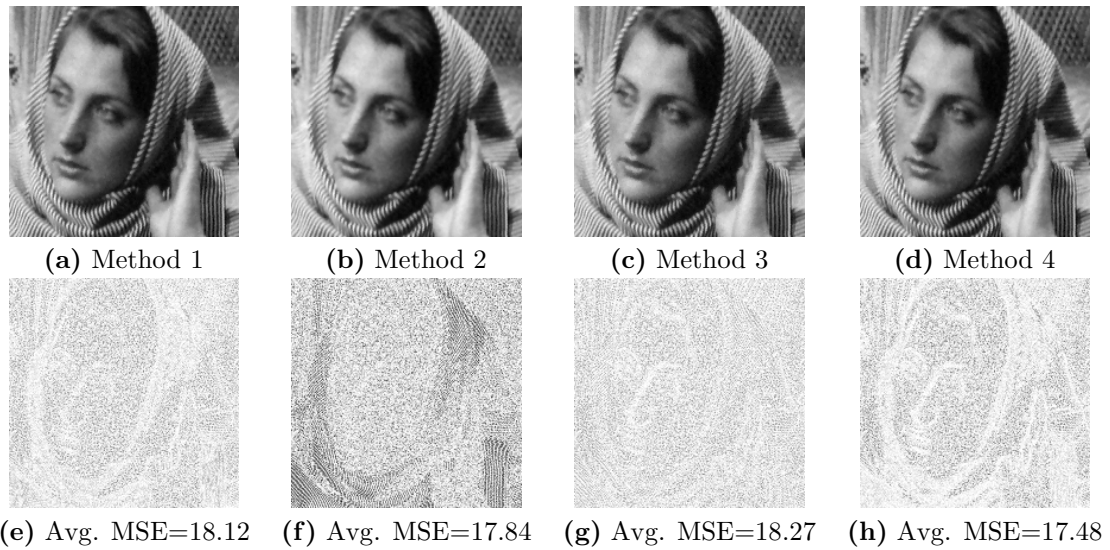 (a) Method 1 (b) Method 2 (c) Method 3 (d) Method 4
(e) Avg. MSE=18.12 (f) Avg. MSE=17.84 (g) Avg. MSE=18.27 (h) Avg. MSE=17.48